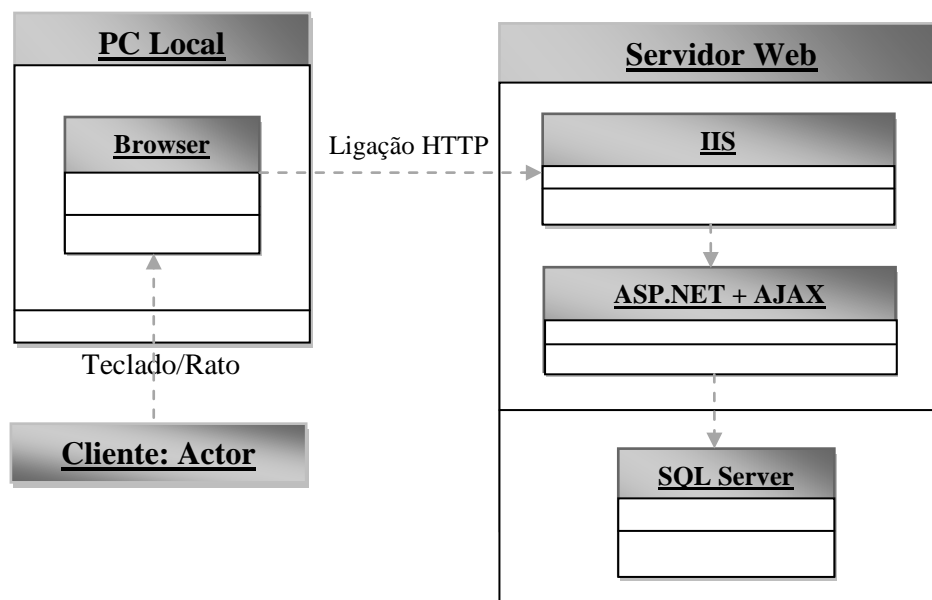 PC Local
Browser
Teclado/Rato
Cliente: Actor
Ligação HTTP
Servidor Web
IIS
ASP.NET + AJAX
SQL Server